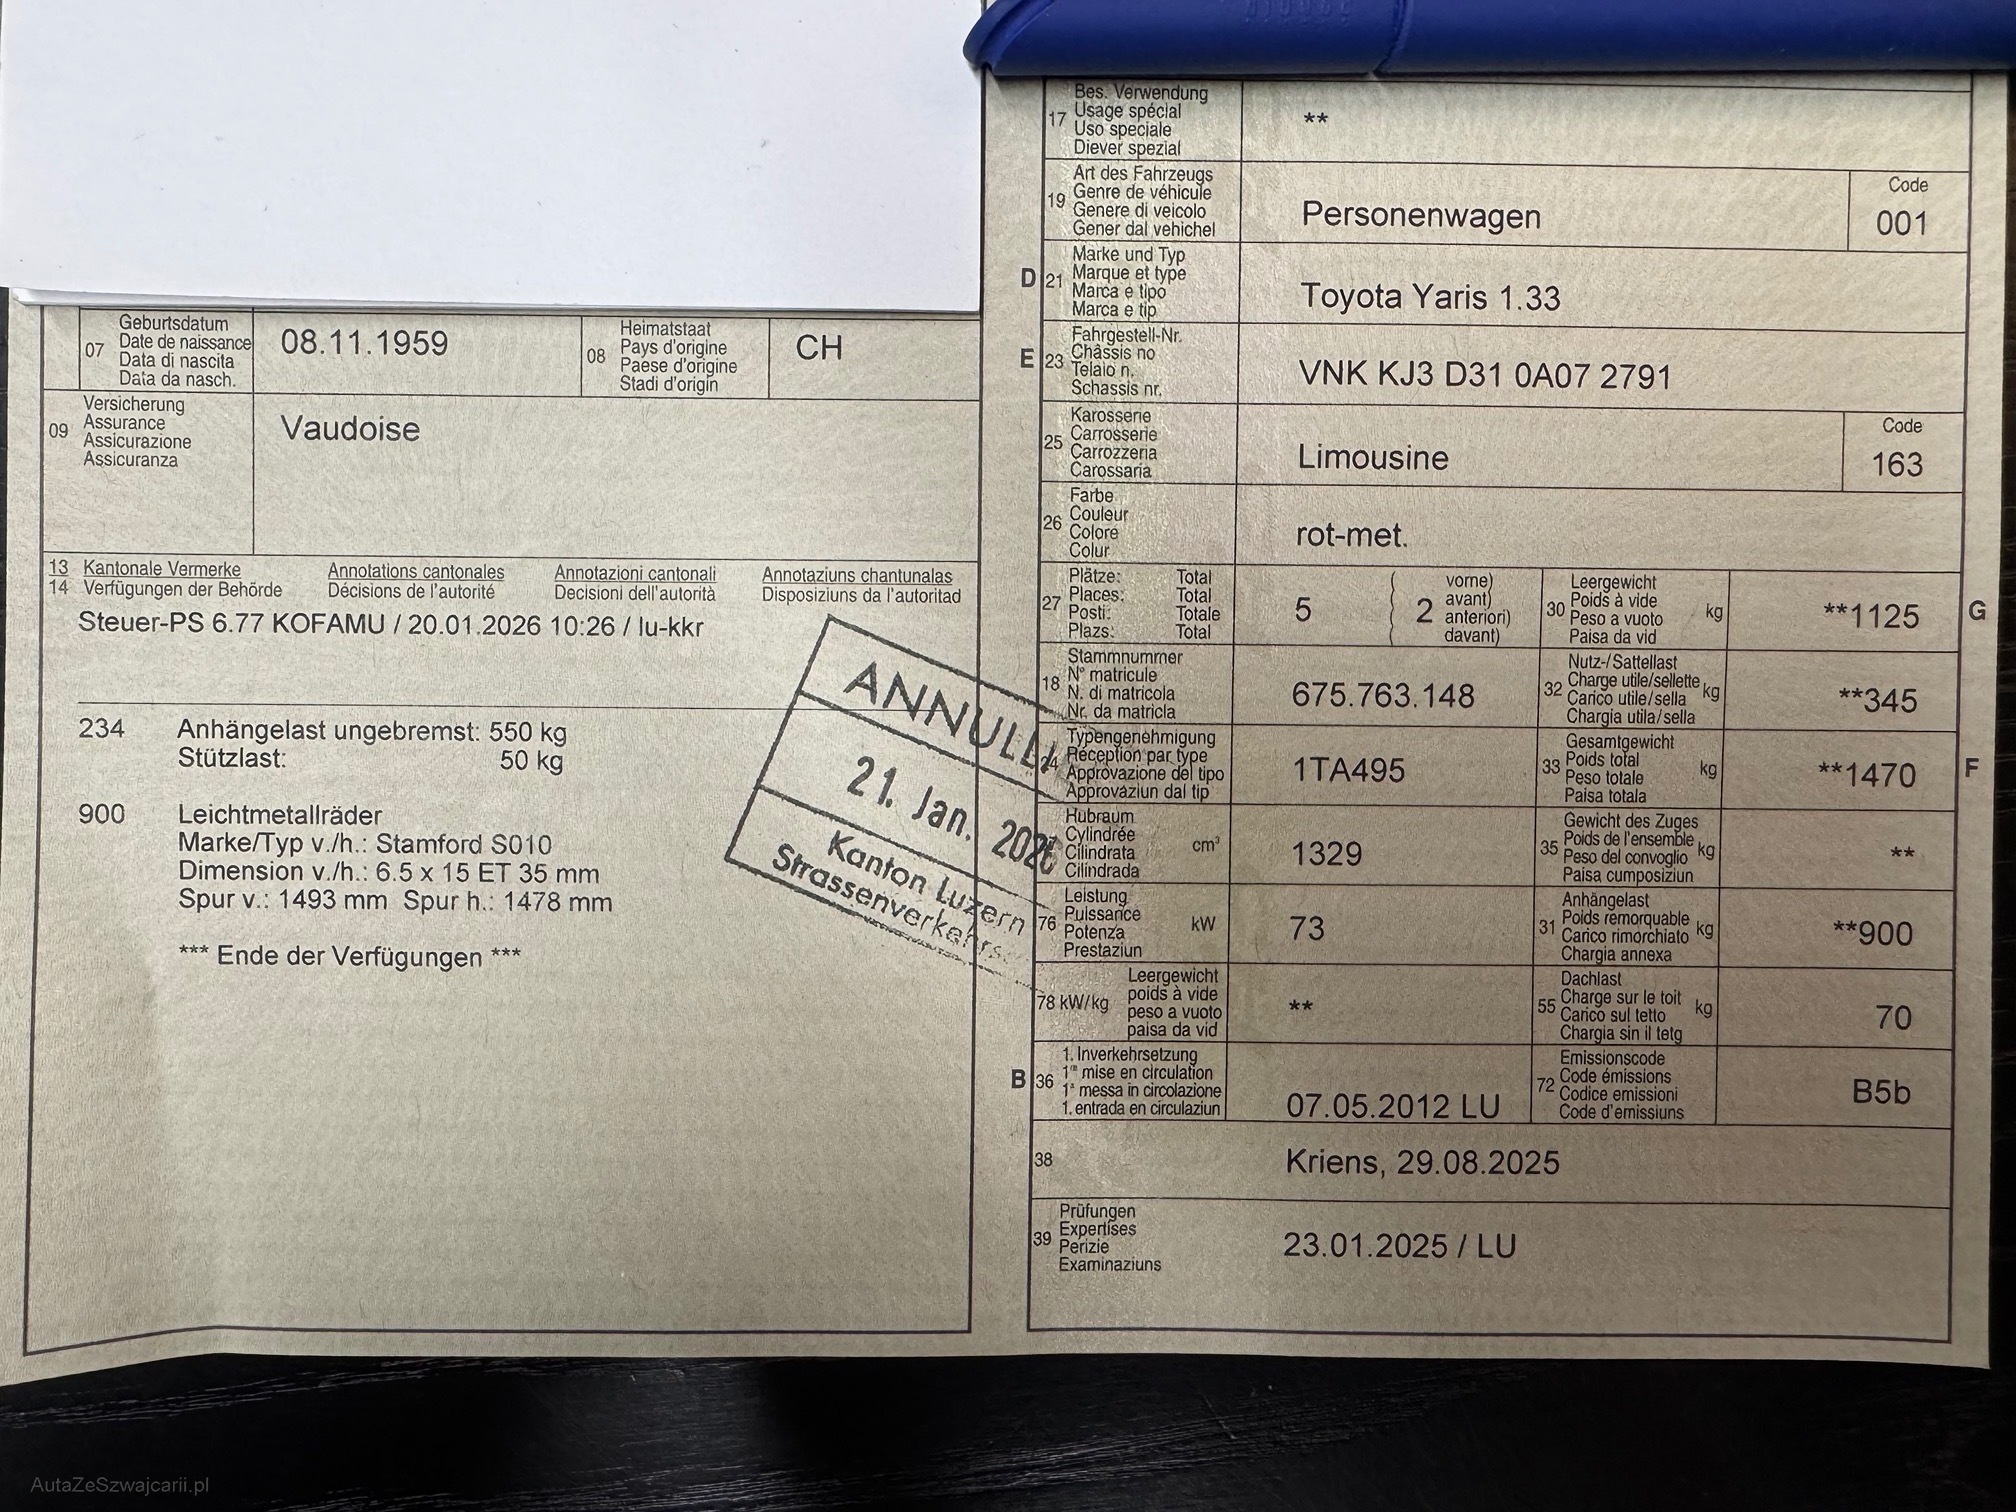 07 Geburtsdatum
Date de naissance
Data di nascita
Data da nasch.
08.11.1959
08 Heimatstaat
Pays d'origine
Paese d'origine
Stadi d'origin
CH
09 Versicherung
Assurance
Assicurazione
Assicuranza
Vaudoise
13 Kantonale Vermerke Annotations cantonales Annotazioni cantonali Annotaziuns chantunalas
14 Verfügungen der Behörde Décisions de l'autorité Decisioni dell'autorità Disposiziuns da l'autoritad
Steuer-PS 6.77 KOFAMU / 20.01.2026 10:26 / lu-kkr
234 Anhängelast ungebremst: 550 kg
Stützlast: 50 kg
900 Leichtmetallräder
Marke/Typ v./h.: Stamford S010
Dimension v./h.: 6.5 x 15 ET 35 mm
Spur v.: 1493 mm Spur h.: 1478 mm
*** Ende der Verfügungen ***
21. Jan. 2026
Kanton Luzern
17 Bes. Verwendung
Usage spécial
Uso speciale
Diever spezial
**
19 Art des Fahrzeugs
Genre de véhicule
Genere di veicolo
Gener dal vehichel
Personenwagen
Code
001
D 21 Marke und Typ
Marque et type
Marca e tipo
Marca e tip
Toyota Yaris 1.33
E 23 Fahrgestell-Nr.
Châssis no
Telaio n.
Schassis nr.
VNK KJ3 D31 0A07 2791
25 Karosserie
Carrosserie
Carrozzeria
Carossaria
Limousine
Code
163
26 Farbe
Couleur
Colore
Colur
rot-met.
27 Plätze: Total
Places: Total
Posti: Totale
Plazs: Total
5
( 2 vorne)
avant)
anteriori)
davant)
30 Leergewicht
Poids à vide
Peso a vuoto
Paisa da vid
kg
**1125
G
18 Stammnummer
N° matricule
N. di matricola
Nr. da matricla
675.763.148
32 Nutz-/Sattellast
Charge utile/sellette
Carico utile/sella
Chargia utila/sella
kg
**345
Typengenehmigung
Réception par type
Approvazione del tipo
Approvaziun dal tip
1TA495
33 Gesamtgewicht
Poids total
Peso totale
Paisa totala
kg
**1470
F
Hubraum
Cylindrée
Cilindrata
Cilindrada
cm³
1329
35 Gewicht des Zuges
Poids de l'ensemble
Peso del convoglio
Paisa cumposiziun
kg
**
76 Leistung
Puissance
Potenza
Prestaziun
kW
73
31 Anhängelast
Poids remorquable
Carico rimorchiato
Chargia annexa
kg
**900
78 kW/kg Leergewicht
poids à vide
peso a vuoto
paisa da vid
**
55 Dachlast
Charge sur le toit
Carico sul tetto
Chargia sin il tetg
kg
70
B 36 1. Inverkehrsetzung
1re mise en circulation
1a messa in circolazione
1. entrada en circulaziun
07.05.2012 LU
72 Emissionscode
Code émissions
Codice emissioni
Code d'emissiuns
B5b
38 Kriens, 29.08.2025
39 Prüfungen
Expertises
Perizie
Examinaziuns
23.01.2025 / LU
AutaZeSzwajcarii.pl